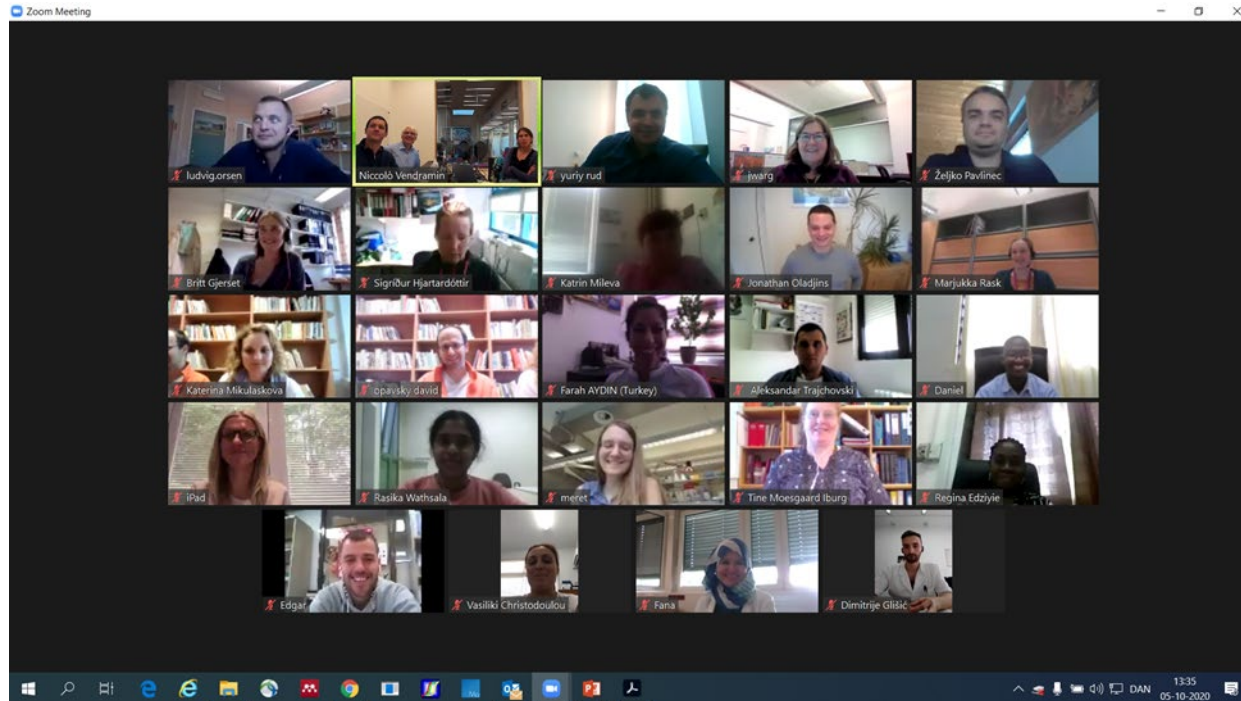 Zoom Meeting
ludvig.orsen
Niccolò Vendramin
yuriy rud
jwarg
Željko Pavlinec
Britt Gjerset
Sigríður Hjartardóttir
Katrin Mileva
Jonathan Oladjins
Marjukka Rask
Katerina Mikulaskova
opavsky david
Farah AYDIN (Turkey)
Aleksandar Trajchovski
Daniel
iPad
Rasika Wathsala
meret
Tine Moesgaard Iburg
Regina Edziyie
Edgar
Vasiliki Christodoulou
Fana
Dimitrije Glišić
DAN
13:35
05-10-2020